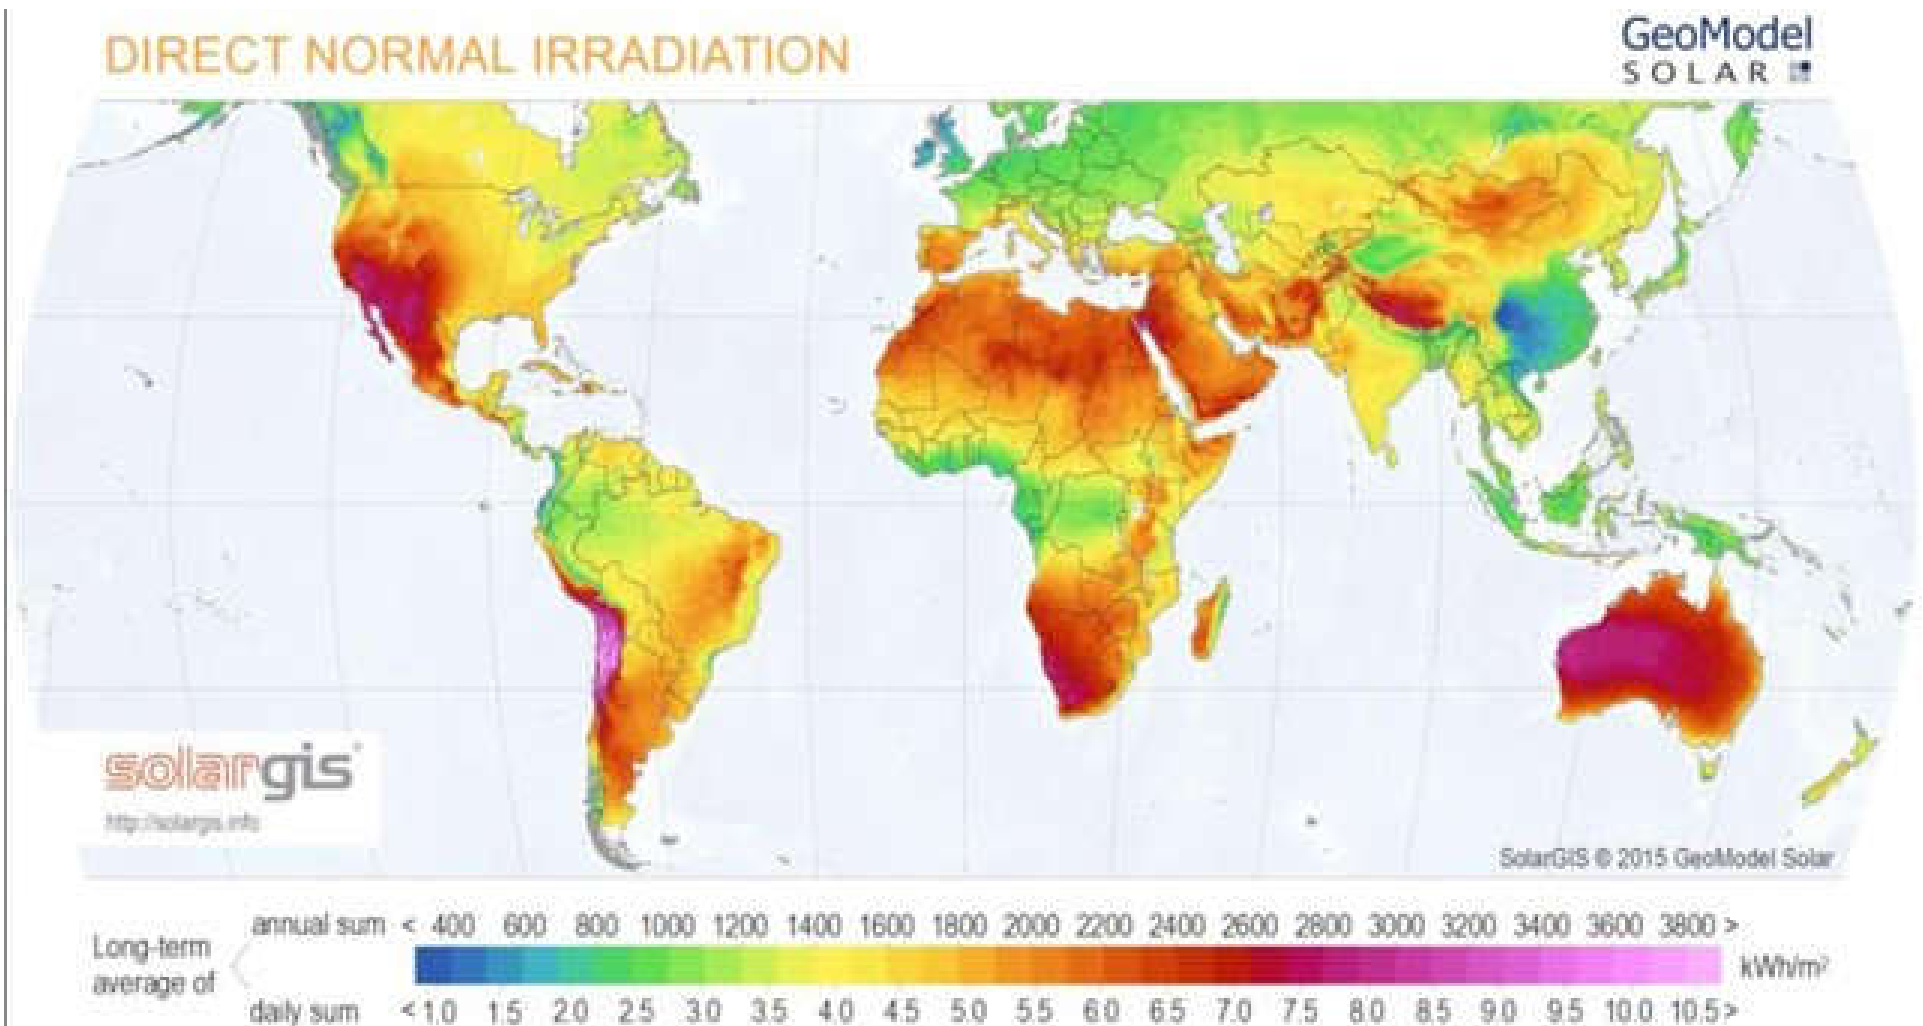 DIRECT NORMAL IRRADIATION
GeoModel
SOLAR
solargis
http://solargis.info
SolarGIS © 2015 GeoModel Solar
Long-term
average of
annual sum < 400 600 800 1000 1200 1400 1600 1800 2000 2200 2400 2600 2800 3000 3200 3400 3600 3800 >
kWh/m²
daily sum < 1.0 1.5 2.0 2.5 3.0 3.5 4.0 4.5 5.0 5.5 6.0 6.5 7.0 7.5 8.0 8.5 9.0 9.5 10.0 10.5 >